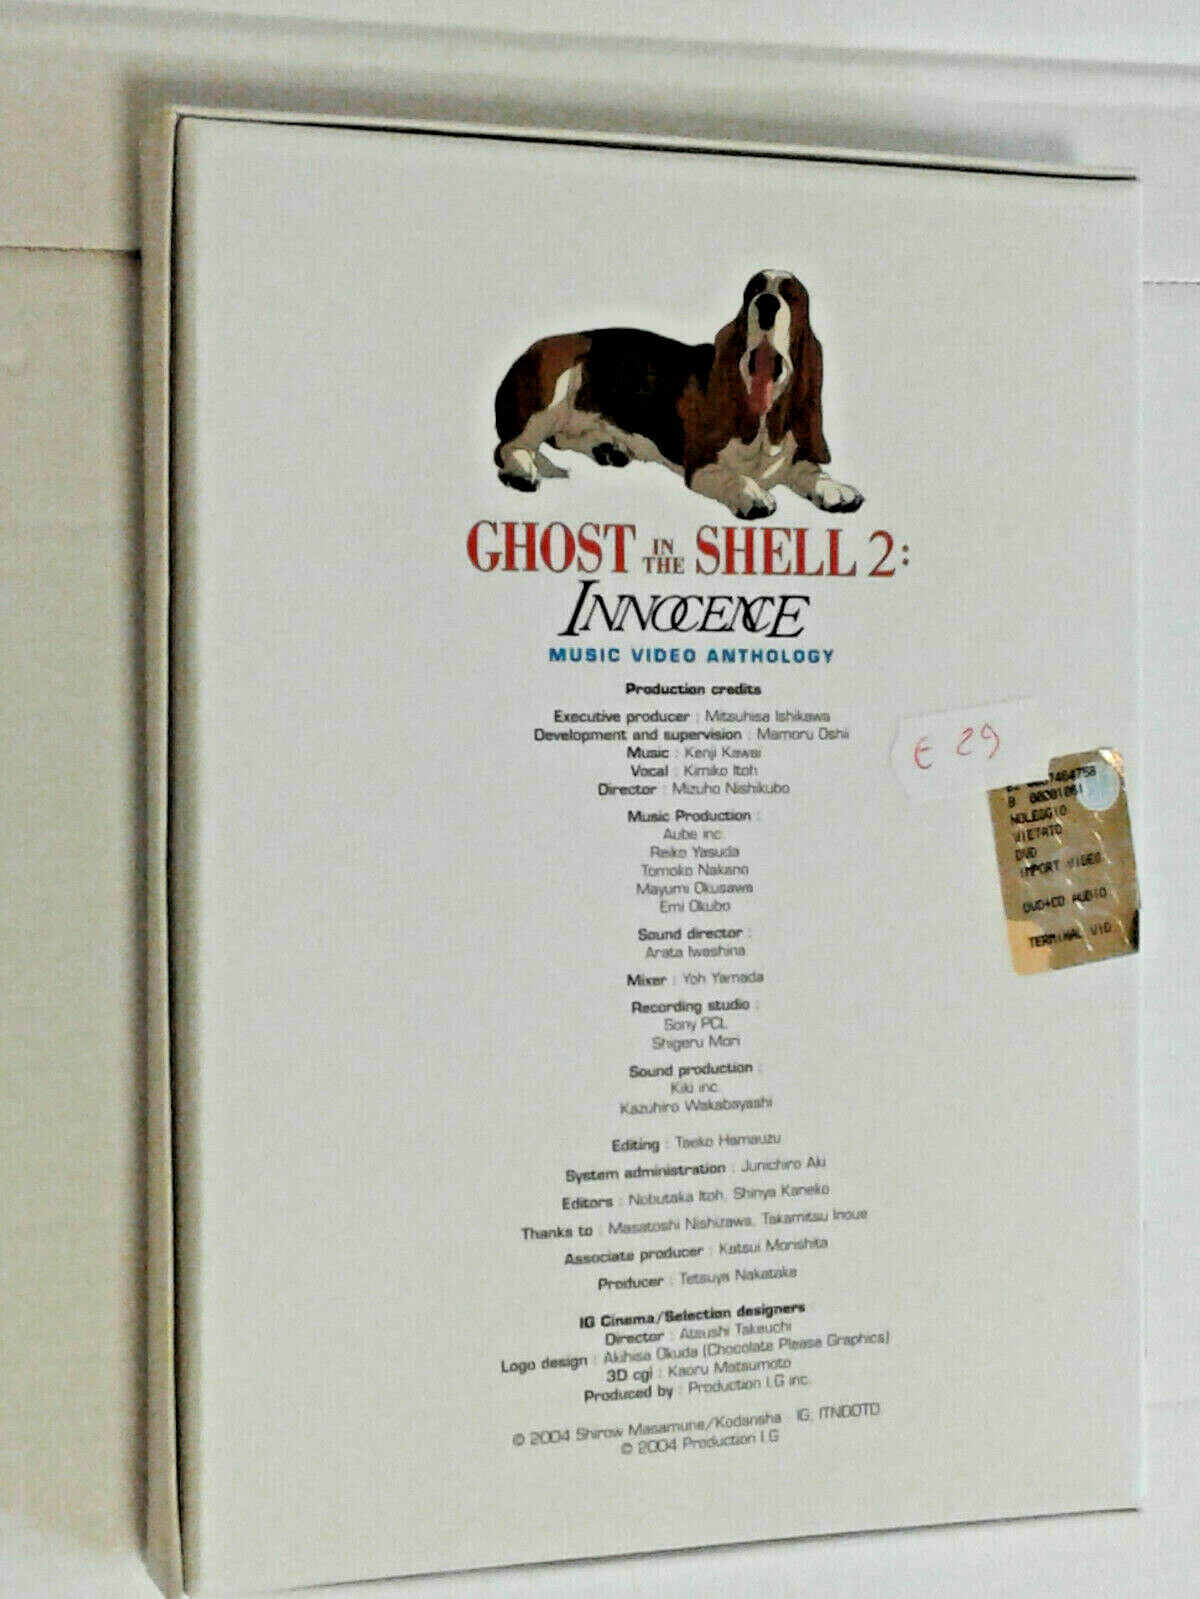 GHOST IN THE SHELL 2:
INNOCENCE
MUSIC VIDEO ANTHOLOGY
Production credits
Executive producer : Mitsuhisa Ishikawa
Development and supervision : Mamoru Oshii
Music : Kenji Kawai
Vocal : Kimiko Itoh
Director : Mizuho Nishikubo
Music Production :
Aube inc.
Reiko Yasuda
Tomoko Nakano
Mayumi Okusawa
Emi Okubo
Sound director :
Arata Iwashina
Mixer : Yoh Yamada
Recording studio :
Sony PCL
Shigeru Mori
Sound production :
Kiki inc.
Kazuhiro Wakabayashi
Editing : Taeko Hamauzu
System administration : Junichiro Aki
Editors : Nobutaka Itoh, Shinya Kaneko
Thanks to : Masatoshi Nishizawa, Takamitsu Inoue
Associate producer : Katsui Morishita
Producer : Tetsuya Nakatake
IG Cinema/Selection designers
Director : Atsushi Takeuchi
Logo design : Akihisa Okuda (Chocolate Please Graphics)
3D cgi : Kaoru Matsumoto
Produced by : Production I.G inc.
© 2004 Shirow Masamune/Kodansha IG, ITNDDTD
© 2004 Production I.G
€ 29
B 00201061
NOLEGGIO
VIETATO
DVD
IMPORT VIDEO
DVD+CD AUDIO
TERMINAL VID